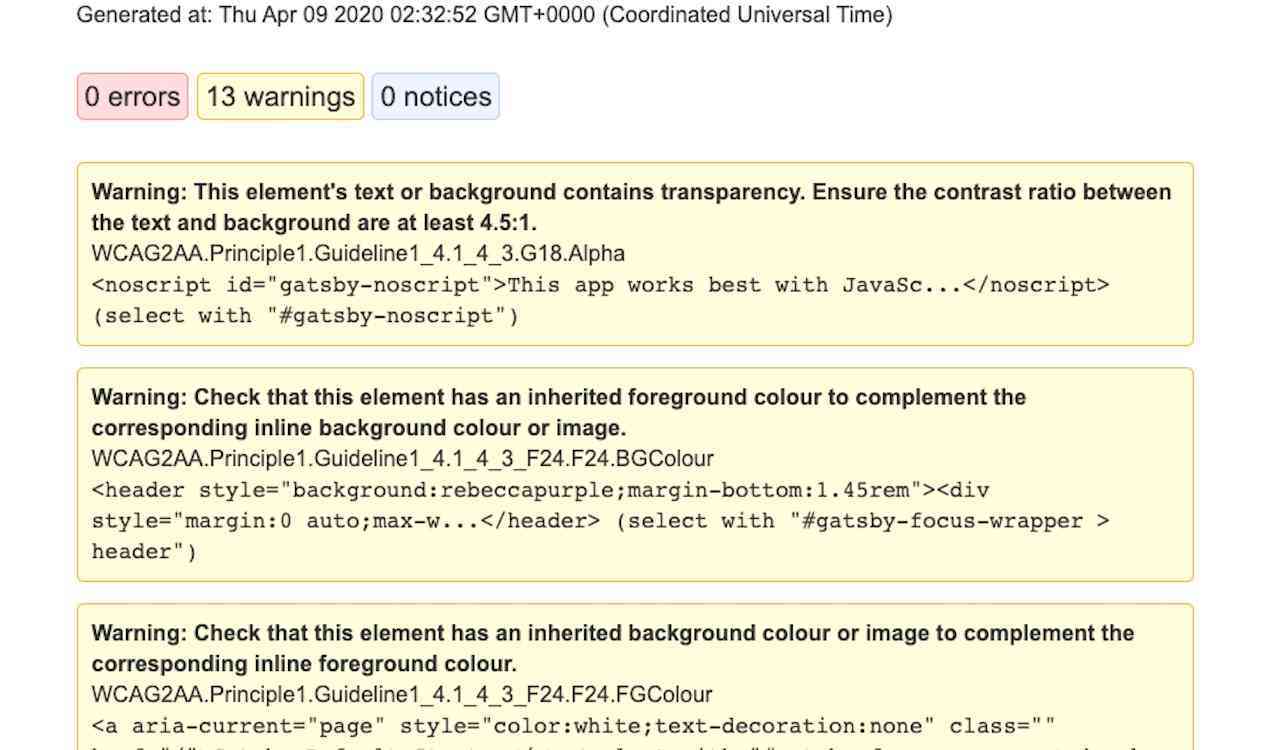 Generated at: Thu Apr 09 2020 02:32:52 GMT+0000 (Coordinated Universal Time)
0 errors 13 warnings 0 notices
Warning: This element's text or background contains transparency. Ensure the contrast ratio between
the text and background are at least 4.5:1.
WCAG2AA.Principle1.Guideline1_4.1_4_3.G18.Alpha
<noscript id="gatsby-noscript">This app works best with JavaSc...</noscript>
(select with "#gatsby-noscript")
Warning: Check that this element has an inherited foreground colour to complement the
corresponding inline background colour or image.
WCAG2AA.Principle1.Guideline1_4.1_4_3_F24.F24.BGColour
<header style="background:rebeccapurple;margin-bottom:1.45rem"><div
style="margin:0 auto;max-w...</header> (select with "#gatsby-focus-wrapper >
header")
Warning: Check that this element has an inherited background colour or image to complement the
corresponding inline foreground colour.
WCAG2AA.Principle1.Guideline1_4.1_4_3_F24.F24.FGColour
<a aria-current="page" style="color:white;text-decoration:none" class=""